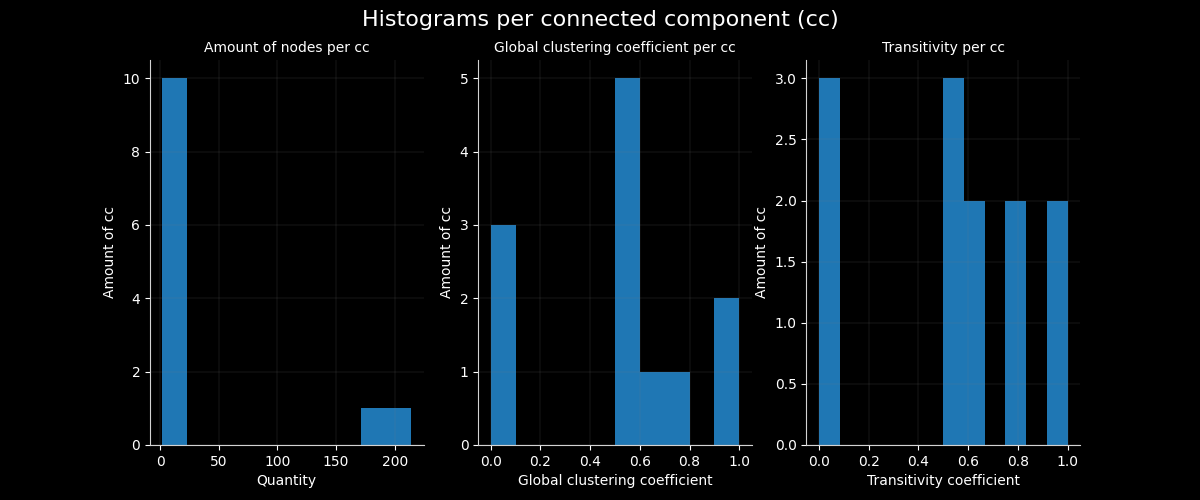 Histograms per connected component (cc)
Amount of nodes per cc
Amount of cc
10
8
6
4
2
0
0 50 100 150 200
Quantity
Global clustering coefficient per cc
Amount of cc
5
4
3
2
1
0
0.0 0.2 0.4 0.6 0.8 1.0
Global clustering coefficient
Transitivity per cc
Amount of cc
3.0
2.5
2.0
1.5
1.0
0.5
0.0
0.0 0.2 0.4 0.6 0.8 1.0
Transitivity coefficient